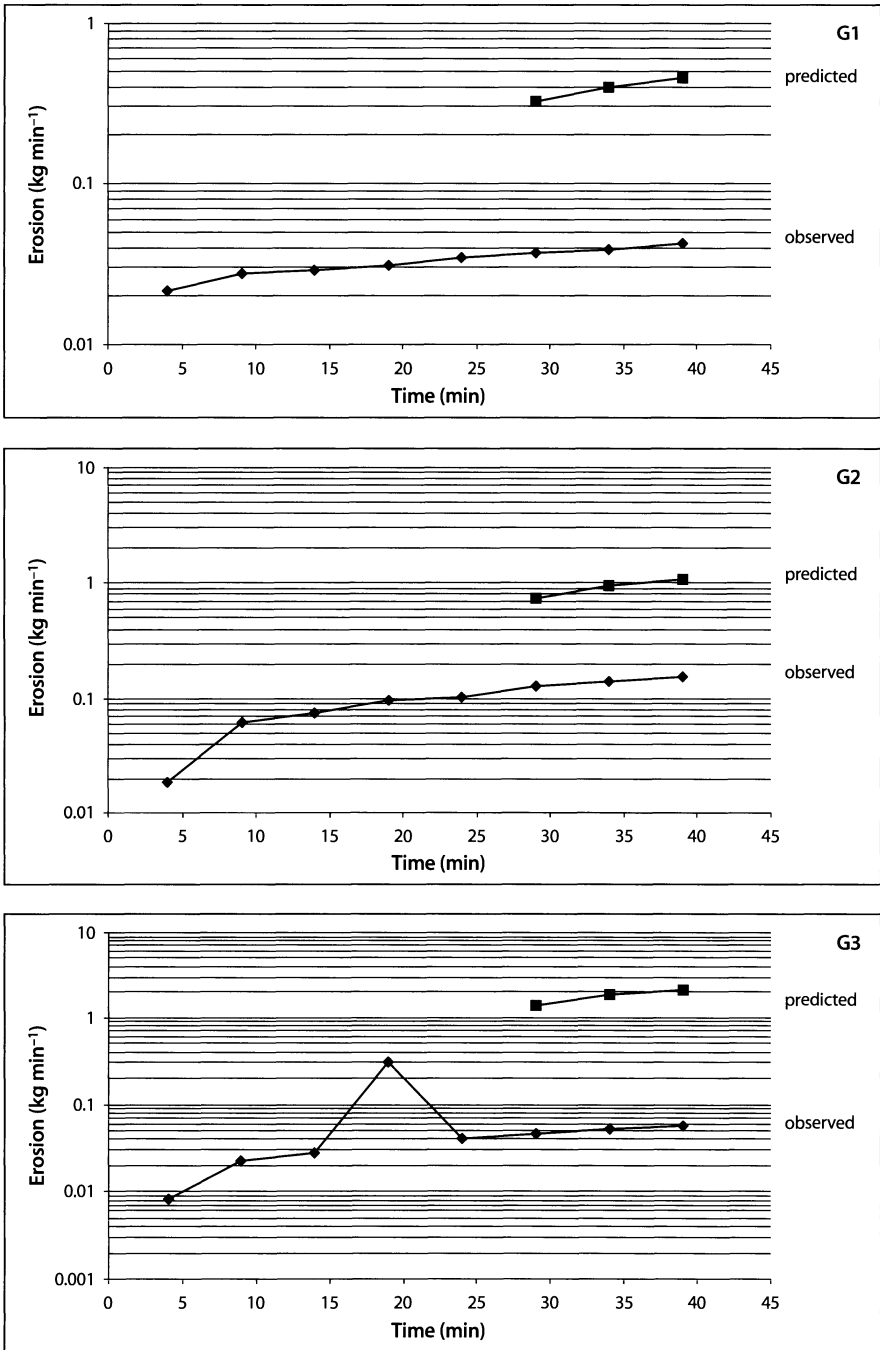 G1
1
predicted
Erosion (kg min⁻¹)
0.1
observed
0.01
0 5 10 15 20 25 30 35 40 45
Time (min)
G2
10
predicted
1
Erosion (kg min⁻¹)
observed
0.1
0.01
0 5 10 15 20 25 30 35 40 45
Time (min)
G3
10
predicted
1
Erosion (kg min⁻¹)
0.1
observed
0.01
0.001
0 5 10 15 20 25 30 35 40 45
Time (min)